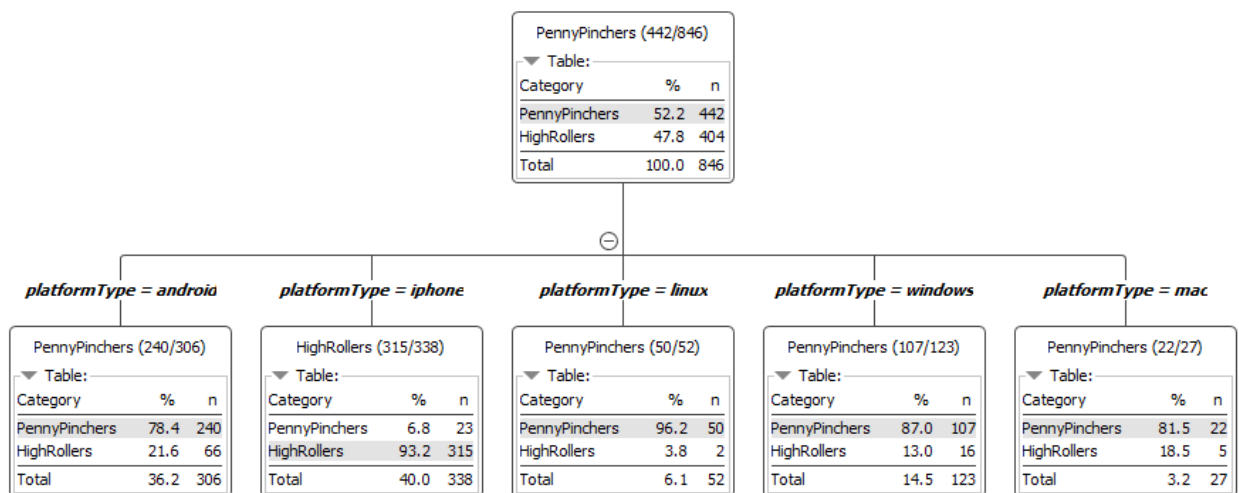 PennyPinchers (442/846)
Table:
Category % n
PennyPinchers 52.2 442
HighRollers 47.8 404
Total 100.0 846
platformType = android
platformType = iphone
platformType = linux
platformType = windows
platformType = mac
PennyPinchers (240/306)
Table:
Category % n
PennyPinchers 78.4 240
HighRollers 21.6 66
Total 36.2 306
HighRollers (315/338)
Table:
Category % n
PennyPinchers 6.8 23
HighRollers 93.2 315
Total 40.0 338
PennyPinchers (50/52)
Table:
Category % n
PennyPinchers 96.2 50
HighRollers 3.8 2
Total 6.1 52
PennyPinchers (107/123)
Table:
Category % n
PennyPinchers 87.0 107
HighRollers 13.0 16
Total 14.5 123
PennyPinchers (22/27)
Table:
Category % n
PennyPinchers 81.5 22
HighRollers 18.5 5
Total 3.2 27